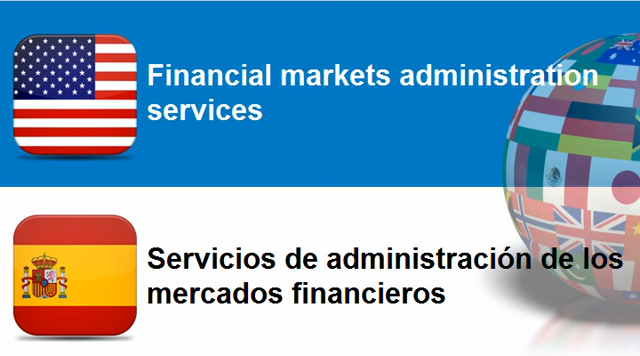 Financial markets administration
services
Servicios de administración de los
mercados financieros